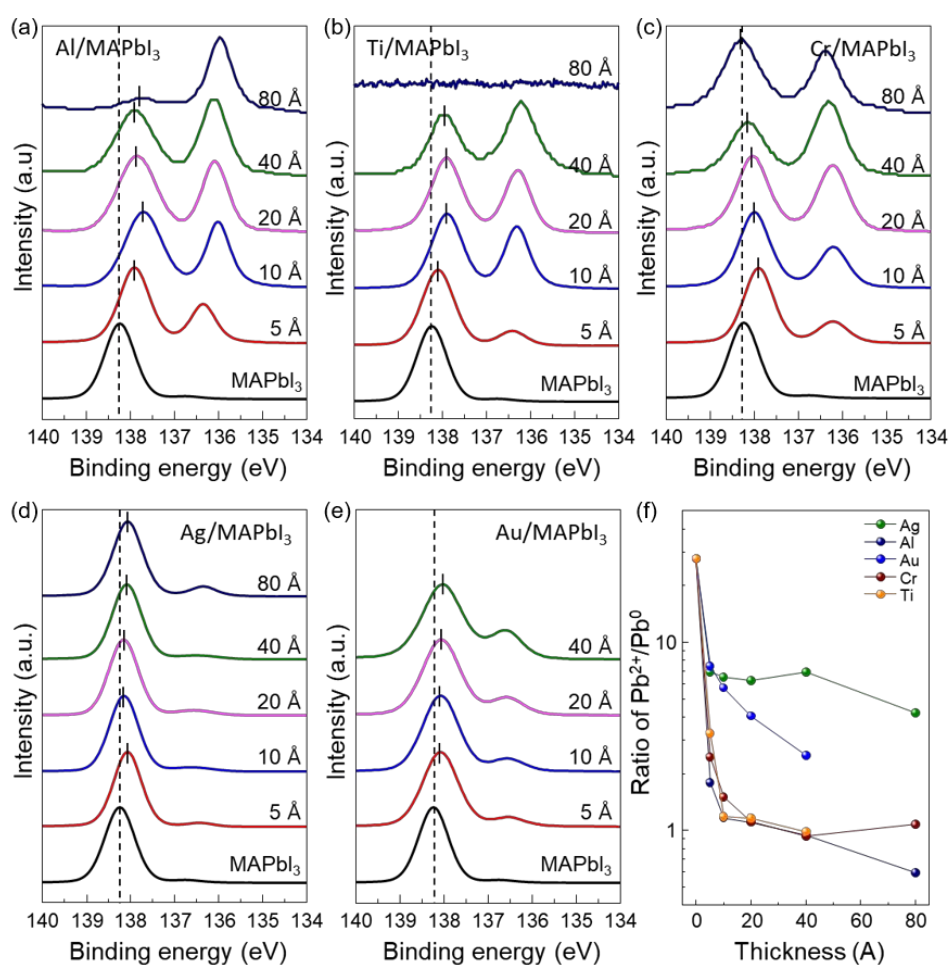 (a) Al/MAPbI₃
80 Å
40 Å
20 Å
10 Å
5 Å
MAPbI₃
Intensity (a.u.)
140 139 138 137 136 135 134
Binding energy (eV)
(b) Ti/MAPbI₃
80 Å
40 Å
20 Å
10 Å
5 Å
MAPbI₃
Intensity (a.u.)
140 139 138 137 136 135 134
Binding energy (eV)
(c) Cr/MAPbI₃
80 Å
40 Å
20 Å
10 Å
5 Å
MAPbI₃
Intensity (a.u.)
140 139 138 137 136 135 134
Binding energy (eV)
(d) Ag/MAPbI₃
80 Å
40 Å
20 Å
10 Å
5 Å
MAPbI₃
Intensity (a.u.)
140 139 138 137 136 135 134
Binding energy (eV)
(e) Au/MAPbI₃
40 Å
20 Å
10 Å
5 Å
MAPbI₃
Intensity (a.u.)
140 139 138 137 136 135 134
Binding energy (eV)
(f)
Ag
Al
Au
Cr
Ti
Ratio of Pb²⁺/Pb⁰
10
1
0 20 40 60 80
Thickness (A)